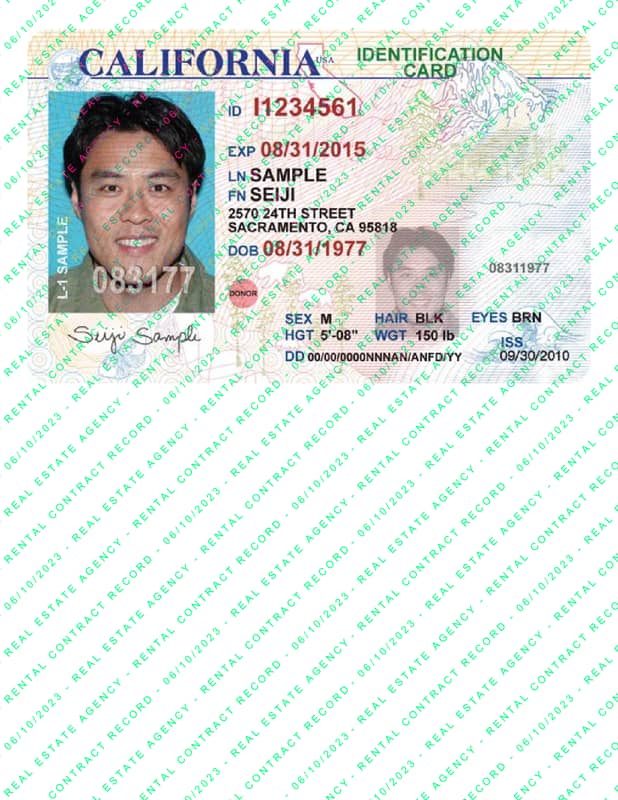 CALIFORNIA USA IDENTIFICATION CARD
ID I1234561
EXP 08/31/2015
LN SAMPLE
FN SEIJI
2570 24TH STREET
SACRAMENTO, CA 95818
DOB 08/31/1977
08311977
L-1 SAMPLE
083177
DONOR
SEX M HAIR BLK EYES BRN
HGT 5'-08" WGT 150 lb
ISS
DD 00/00/0000NNNAN/ANFD/YY 09/30/2010
Seiji Sample
06/10/2023 - REAL ESTATE AGENCY - RENTAL CONTRACT RECORD - 06/10/2023 - REAL ESTATE AGENCY - RENTAL CONTRACT RECORD